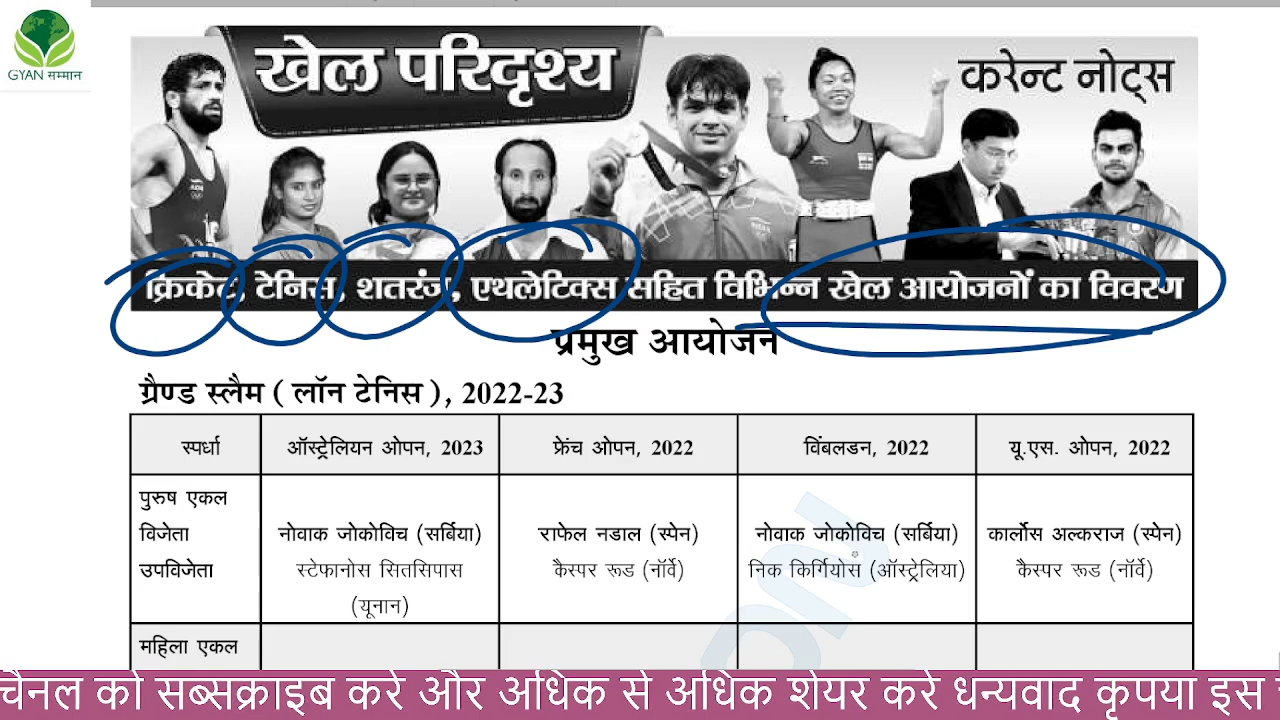 GYAN सम्मान
खेल परिदृश्य
करेन्ट नोट्स
क्रिकेट, टेनिस, शतरंज, एथलेटिक्स सहित विभिन्न खेल आयोजनों का विवरण
प्रमुख आयोजन
ग्रैण्ड स्लैम ( लॉन टेनिस ), 2022-23
स्पर्धा ऑस्ट्रेलियन ओपन, 2023 फ्रेंच ओपन, 2022 विंबलडन, 2022 यू.एस. ओपन, 2022
पुरुष एकल
विजेता नोवाक जोकोविच (सर्बिया) राफेल नडाल (स्पेन) नोवाक जोकोविच (सर्बिया) कार्लोस अल्कराज (स्पेन)
उपविजेता स्टेफानोस सितसिपास कैस्पर रूड (नॉर्वे) निक किर्गियोस (ऑस्ट्रेलिया) कैस्पर रूड (नॉर्वे)
(यूनान)
महिला एकल
चैनल को सब्सक्राइब करे और अधिक से अधिक शेयर करे धन्यवाद कृपया इस